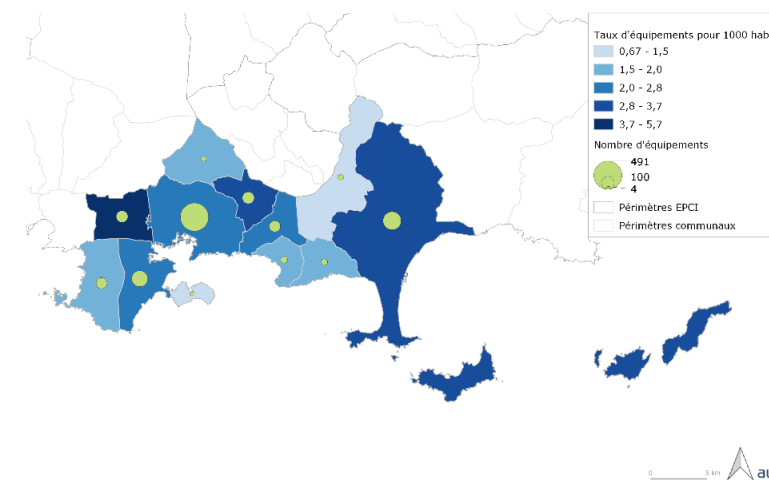 Taux d'équipements pour 1000 hab
0,67 - 1,5
1,5 - 2,0
2,0 - 2,8
2,8 - 3,7
3,7 - 5,7
Nombre d'équipements
491
100
4
Périmètres EPCI
Périmètres communaux
0 5 km
au